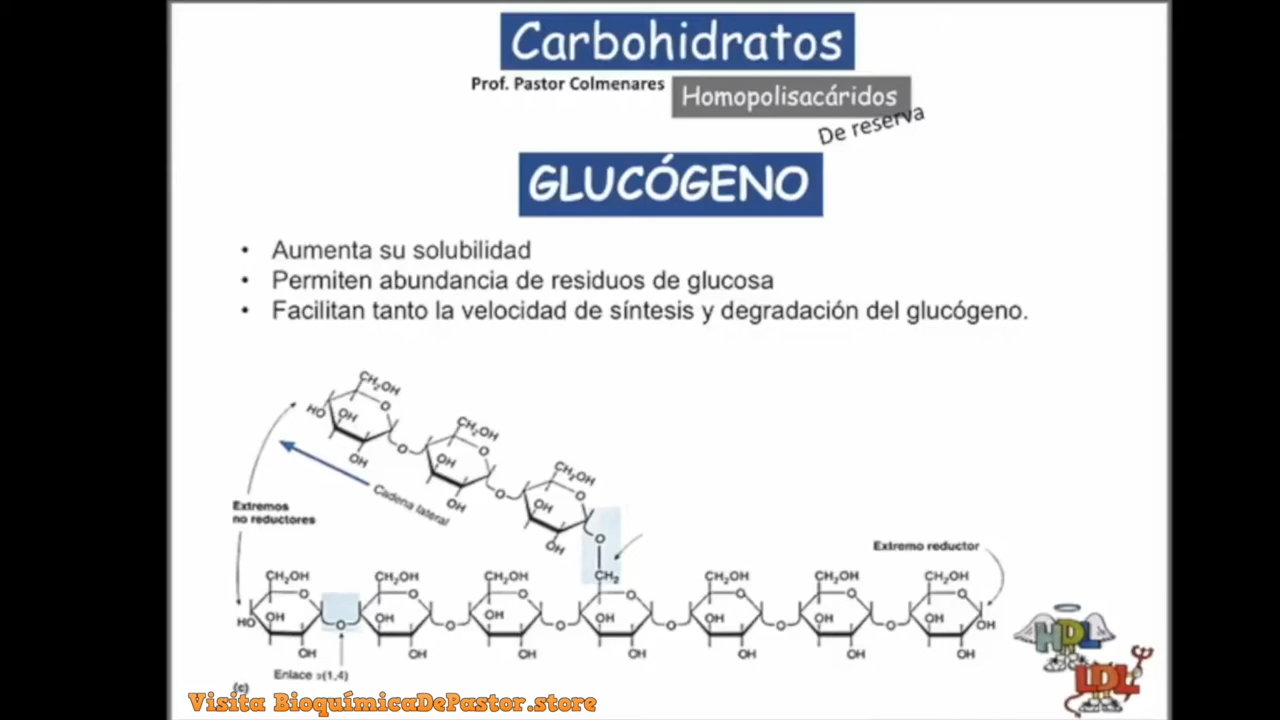 Carbohidratos
Prof. Pastor Colmenares
Homopolisacáridos
De reserva
GLUCÓGENO
• Aumenta su solubilidad
• Permiten abundancia de residuos de glucosa
• Facilitan tanto la velocidad de síntesis y degradación del glucógeno.
CH₂OH
O
HO
OH
OH
O
CH₂OH
O
OH
OH
O
CH₂OH
O
OH
OH
O
Cadena lateral
Extremos
no reductores
Extremo reductor
CH₂OH
CH₂OH
CH₂OH
CH₂
CH₂OH
CH₂OH
CH₂OH
O
O
O
O
O
O
O
HO
OH
O
OH
O
OH
O
OH
O
OH
O
OH
O
OH
OH
OH
OH
OH
OH
OH
OH
OH
Enlace α(1,4)
(c)
HDL
LDL
Visita BioquímicaDePastor.store